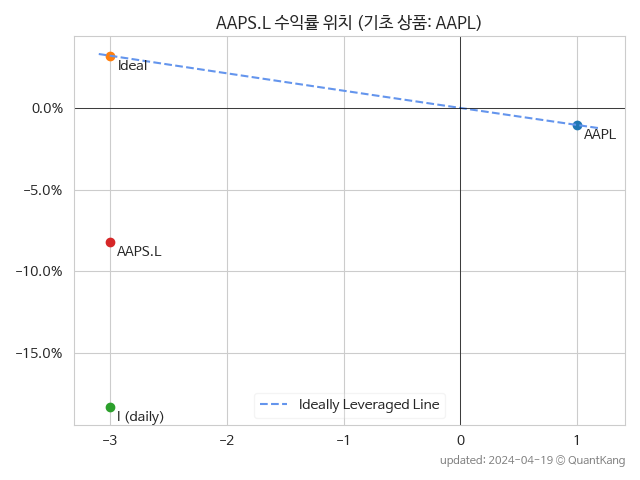 AAPS.L 수익률 위치 (기초 상품: AAPL)
Ideal
0.0%
AAPL
-5.0%
AAPS.L
-10.0%
-15.0%
I (daily)
Ideally Leveraged Line
-3 -2 -1 0 1
updated: 2024-04-19 © QuantKang